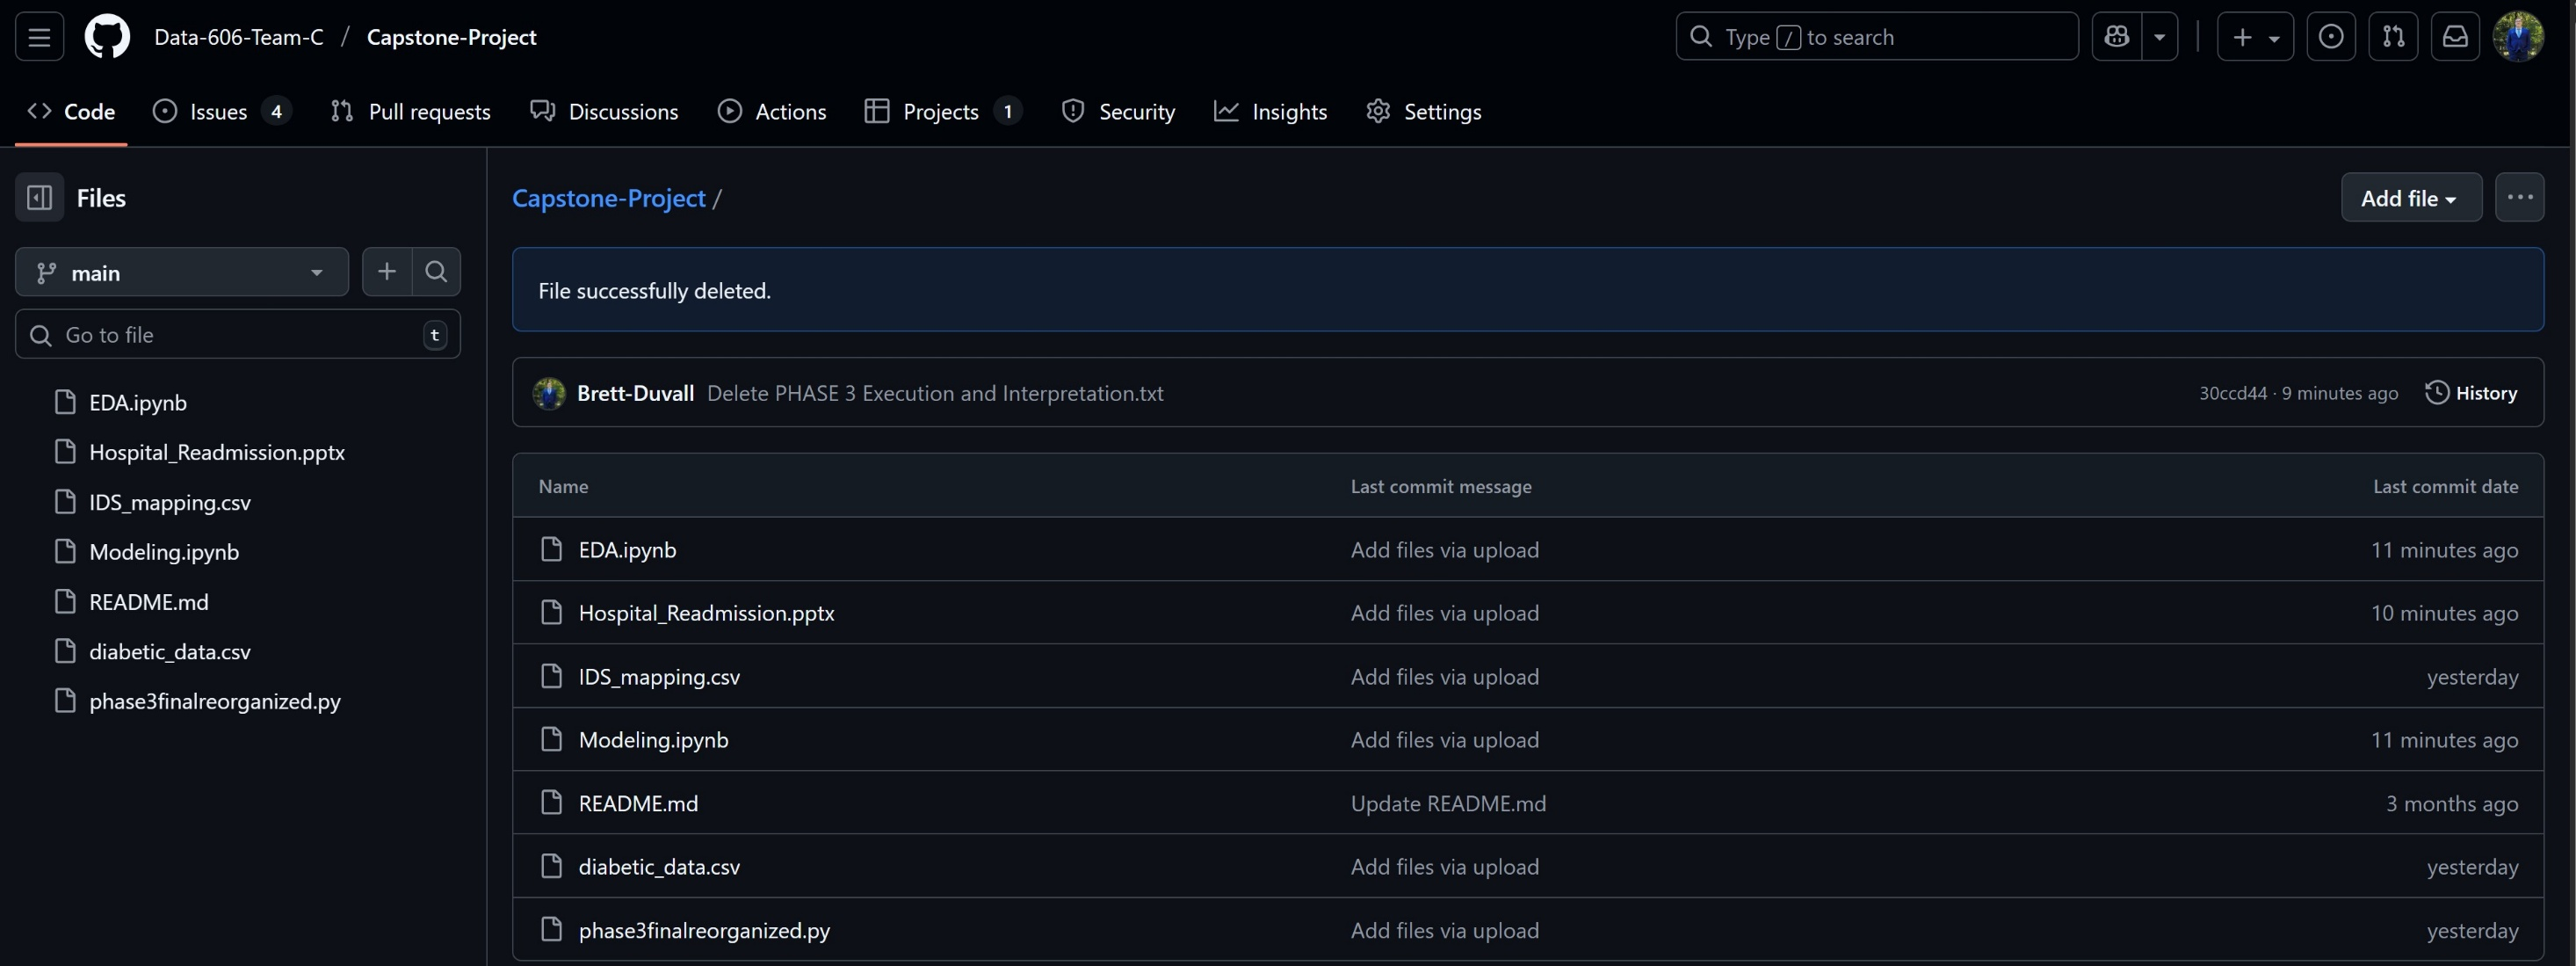 Data-606-Team-C / Capstone-Project
Type / to search
Code
Issues 4
Pull requests
Discussions
Actions
Projects 1
Security
Insights
Settings
Files
main
Go to file t
EDA.ipynb
Hospital_Readmission.pptx
IDS_mapping.csv
Modeling.ipynb
README.md
diabetic_data.csv
phase3finalreorganized.py
Capstone-Project /
Add file
File successfully deleted.
Brett-Duvall Delete PHASE 3 Execution and Interpretation.txt 30ccd44 · 9 minutes ago History
Name Last commit message Last commit date
EDA.ipynb Add files via upload 11 minutes ago
Hospital_Readmission.pptx Add files via upload 10 minutes ago
IDS_mapping.csv Add files via upload yesterday
Modeling.ipynb Add files via upload 11 minutes ago
README.md Update README.md 3 months ago
diabetic_data.csv Add files via upload yesterday
phase3finalreorganized.py Add files via upload yesterday